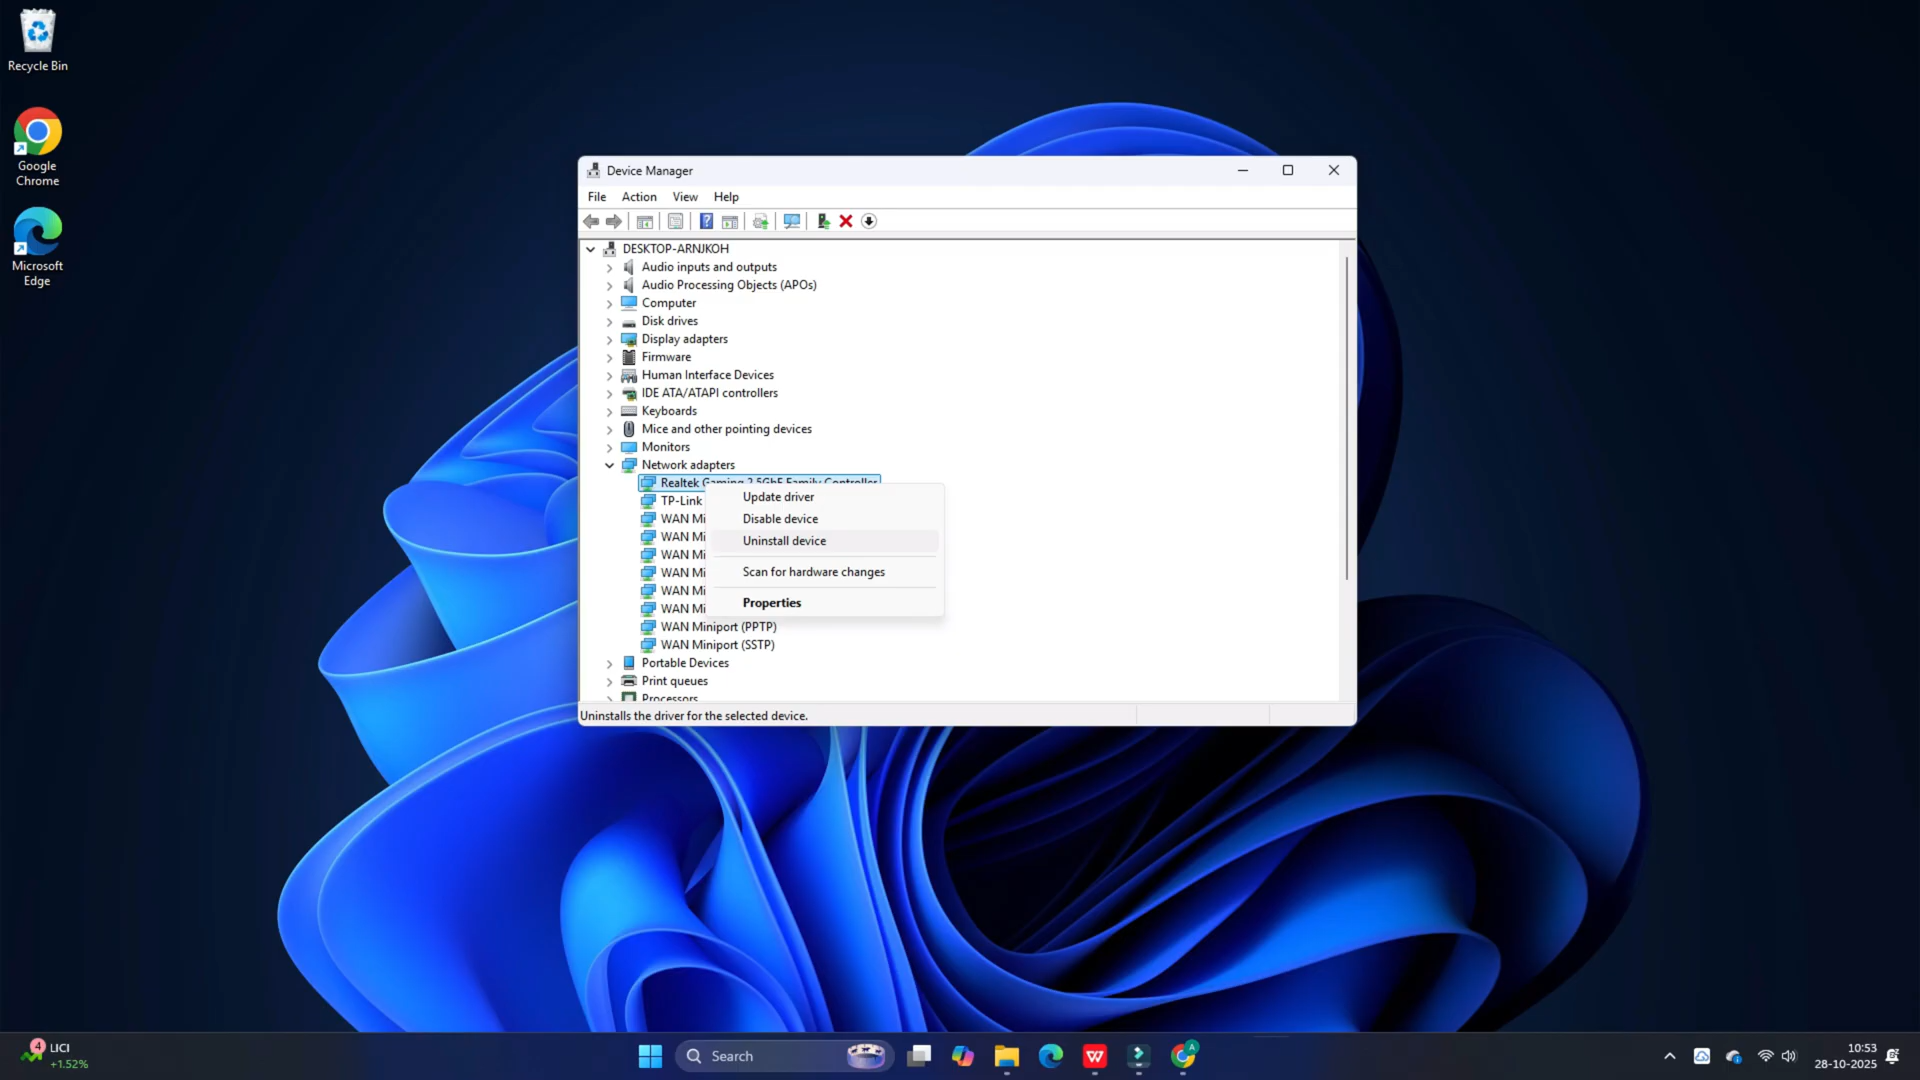 Recycle Bin
Google
Chrome
Microsoft
Edge
Device Manager
File Action View Help
DESKTOP-ARNJKOH
Audio inputs and outputs
Audio Processing Objects (APOs)
Computer
Disk drives
Display adapters
Firmware
Human Interface Devices
IDE ATA/ATAPI controllers
Keyboards
Mice and other pointing devices
Monitors
Network adapters
Realtek Gaming 2.5GbE Family Controller
TP-Link
WAN Mi
WAN Mi
WAN Mi
WAN Mi
WAN Mi
WAN Mi
WAN Miniport (PPTP)
WAN Miniport (SSTP)
Portable Devices
Print queues
Processors
Update driver
Disable device
Uninstall device
Scan for hardware changes
Properties
Uninstalls the driver for the selected device.
4
LICI
+1.52%
Search
W
A
10:53
28-10-2025